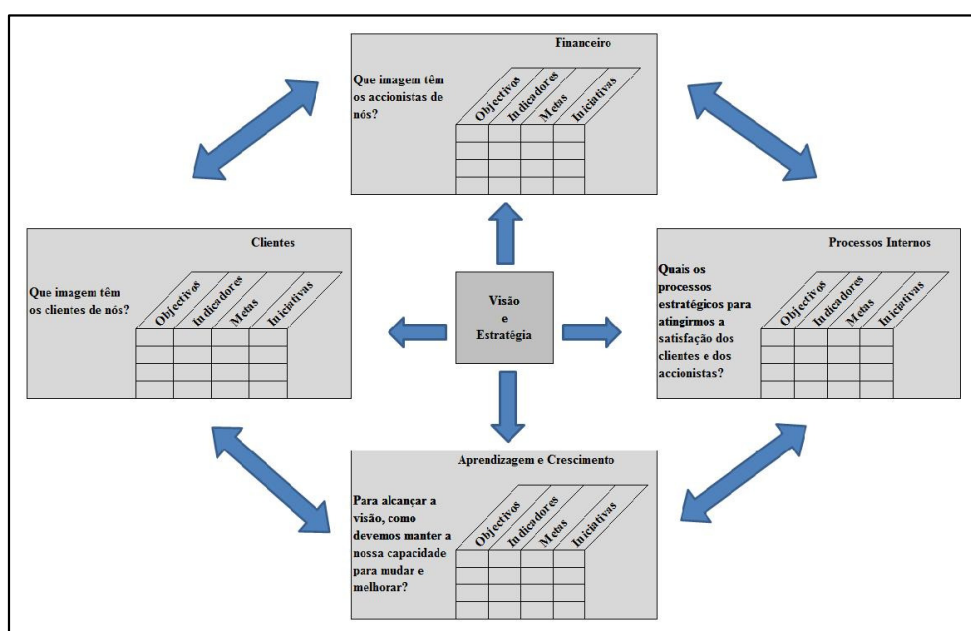 Financeiro
Que imagem têm
os accionistas de
nós?
Objectivos
Indicadores
Metas
Iniciativas
Clientes
Que imagem têm
os clientes de nós?
Objectivos
Indicadores
Metas
Iniciativas
Visão
e
Estratégia
Processos Internos
Quais os
processos
estratégicos para
atingirmos a
satisfação dos
clientes e dos
accionistas?
Objectivos
Indicadores
Metas
Iniciativas
Aprendizagem e Crescimento
Para alcançar a
visão, como
devemos manter a
nossa capacidade
para mudar e
melhorar?
Objectivos
Indicadores
Metas
Iniciativas